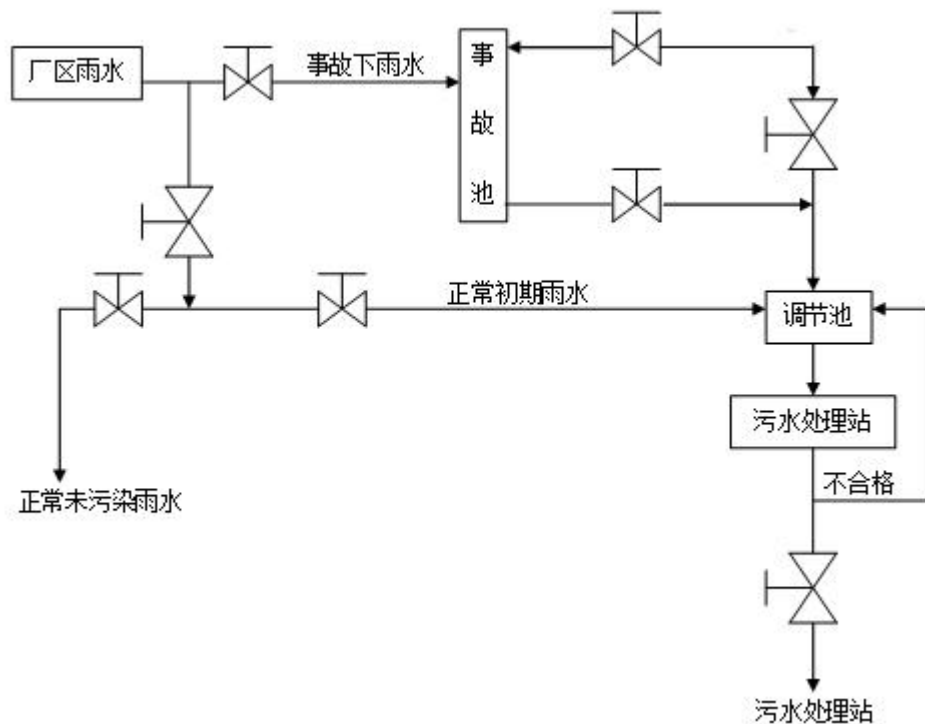 厂区雨水
事故下雨水
事故池
正常初期雨水
调节池
污水处理站
不合格
正常未污染雨水
污水处理站